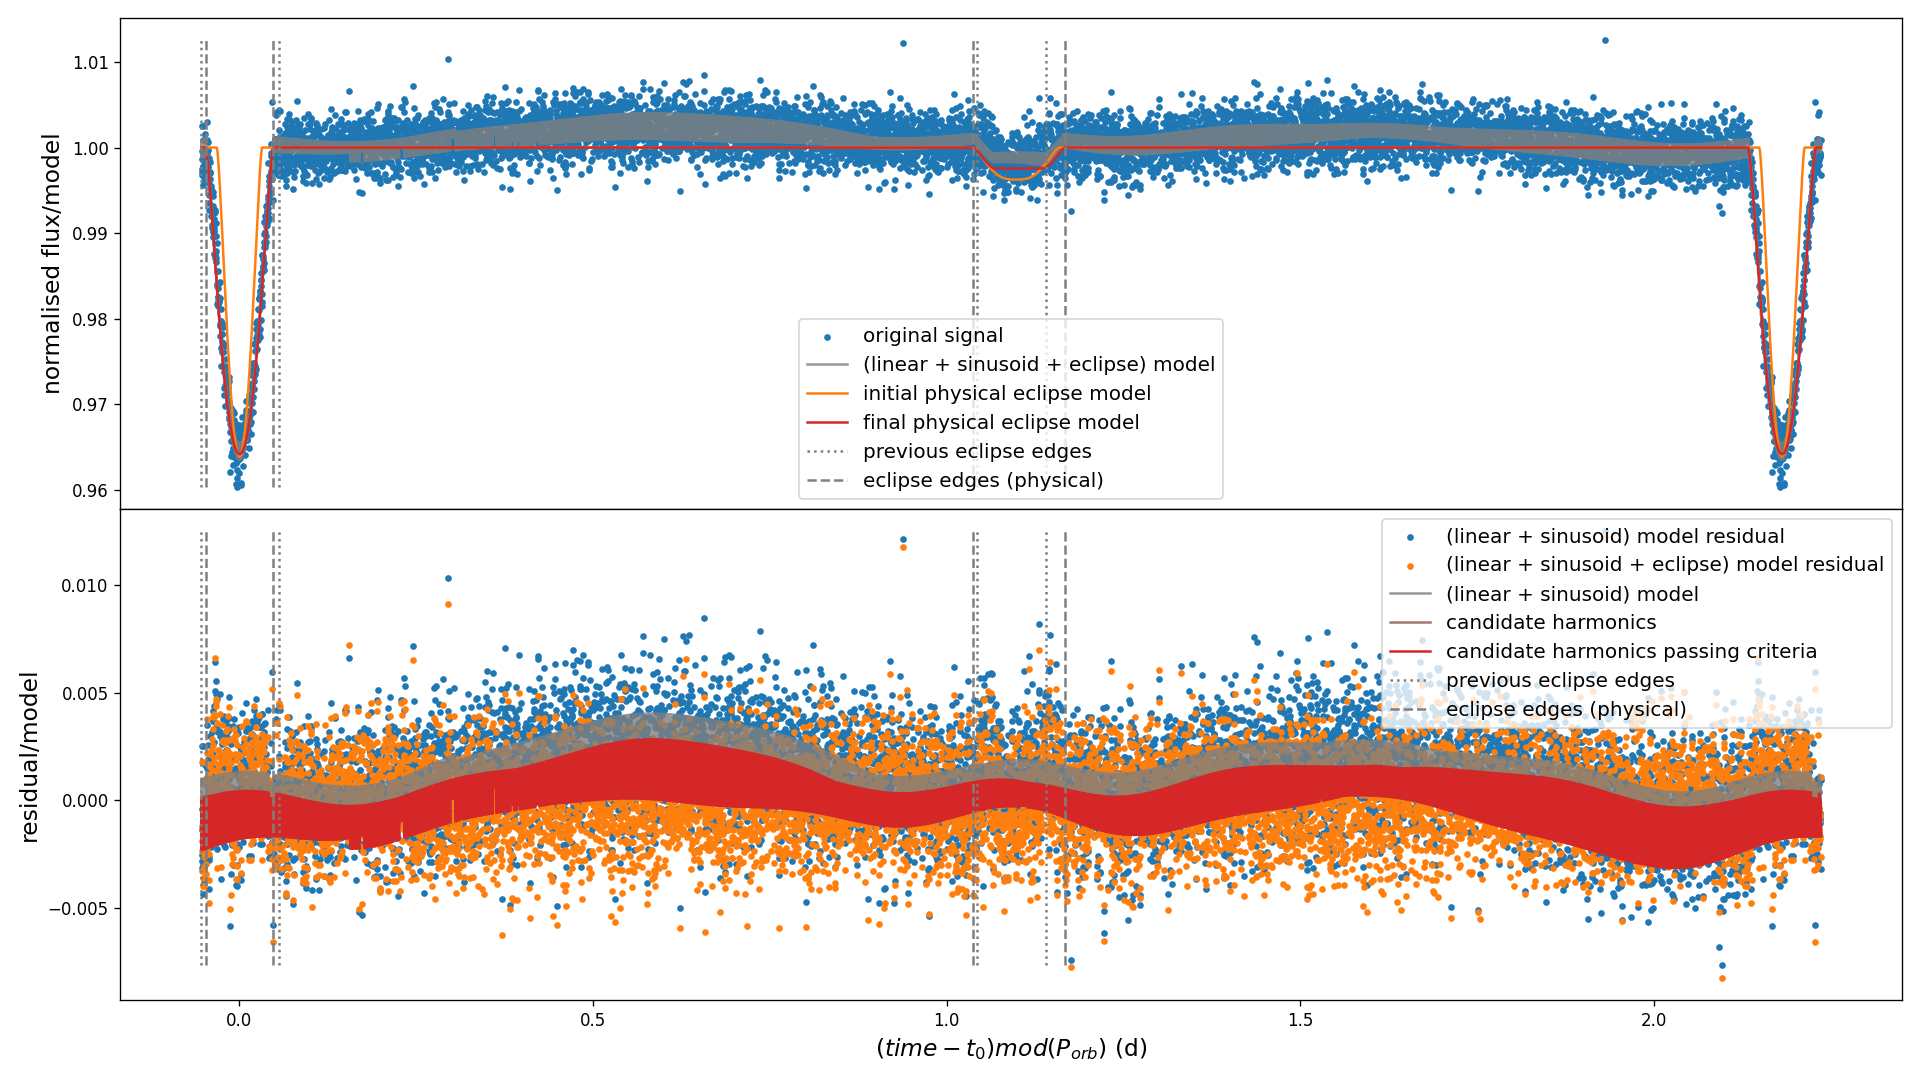 normalised flux/model
1.01
1.00
0.99
0.98
0.97
0.96
original signal
(linear + sinusoid + eclipse) model
initial physical eclipse model
final physical eclipse model
previous eclipse edges
eclipse edges (physical)
residual/model
0.010
0.005
0.000
−0.005
(linear + sinusoid) model residual
(linear + sinusoid + eclipse) model residual
(linear + sinusoid) model
candidate harmonics
candidate harmonics passing criteria
previous eclipse edges
eclipse edges (physical)
0.0 0.5 1.0 1.5 2.0
(time − t₀)mod(Pₒᵣb) (d)